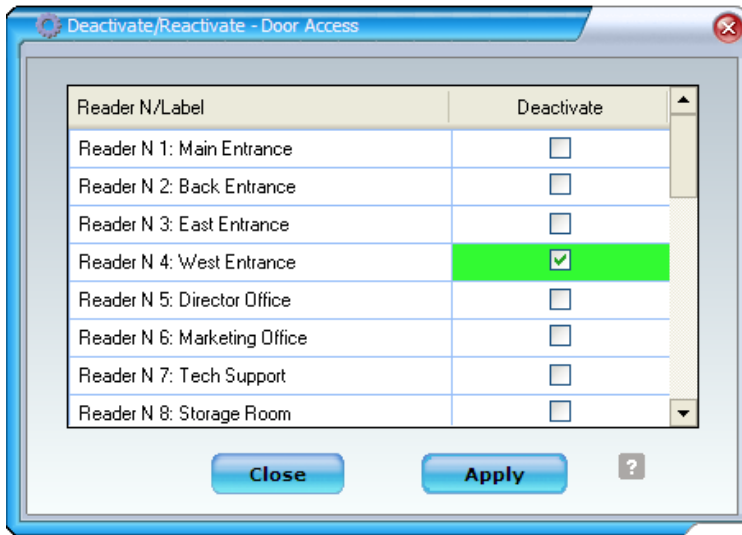 Deactivate/Reactivate - Door Access
Reader N/Label Deactivate
Reader N 1: Main Entrance
Reader N 2: Back Entrance
Reader N 3: East Entrance
Reader N 4: West Entrance
Reader N 5: Director Office
Reader N 6: Marketing Office
Reader N 7: Tech Support
Reader N 8: Storage Room
Close Apply ?